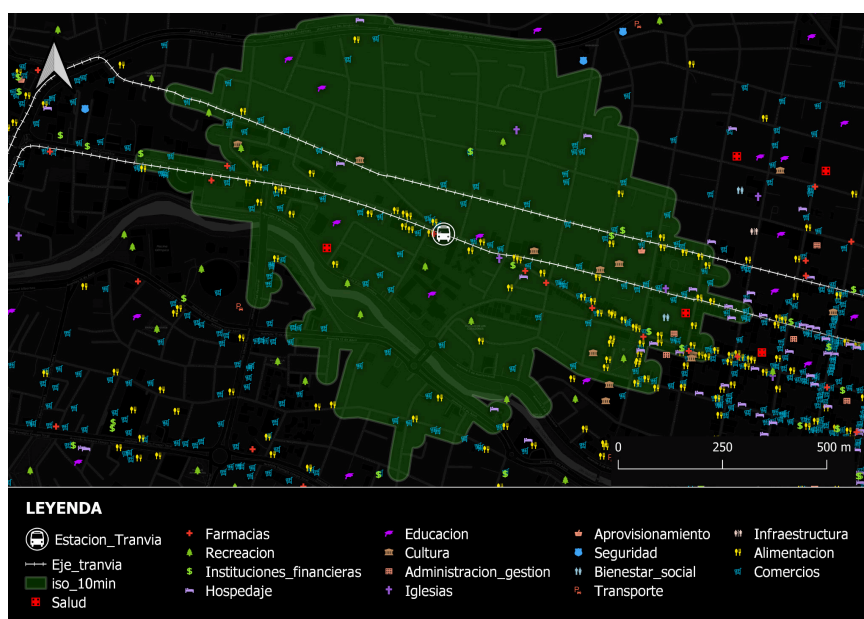 0 250 500 m
LEYENDA
Estacion_Tranvia
Eje_tranvia
iso_10min
Salud
Farmacias
Recreacion
Instituciones_financieras
Hospedaje
Educacion
Cultura
Administracion_gestion
Iglesias
Aprovisionamiento
Seguridad
Bienestar_social
Transporte
Infraestructura
Alimentacion
Comercios